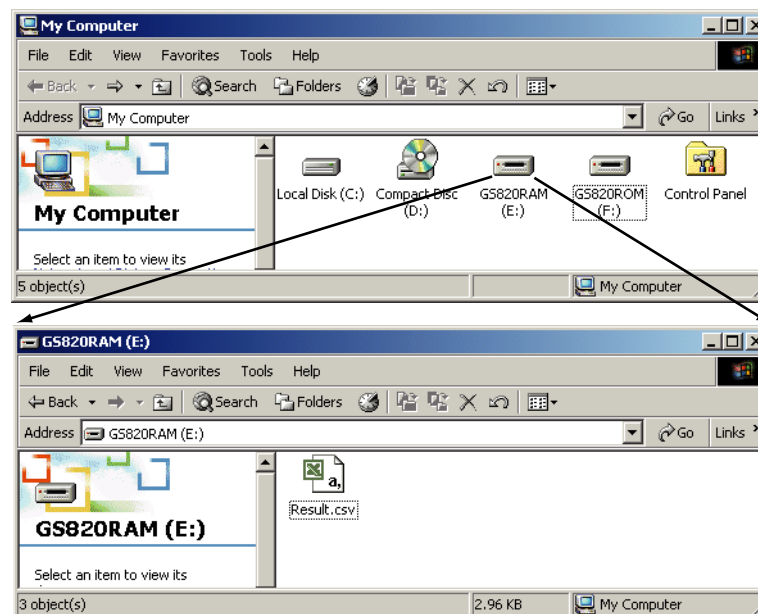 My Computer
File Edit View Favorites Tools Help
Back Search Folders
Address My Computer Go Links
My Computer
Select an item to view its
Local Disk (C:) Compact Disc (D:) GS820RAM (E:) GS820ROM (F:) Control Panel
5 object(s) My Computer
GS820RAM (E:)
File Edit View Favorites Tools Help
Back Search Folders
Address GS820RAM (E:) Go Links
GS820RAM (E:)
Select an item to view its
a,
Result.csv
3 object(s) 2.96 KB My Computer